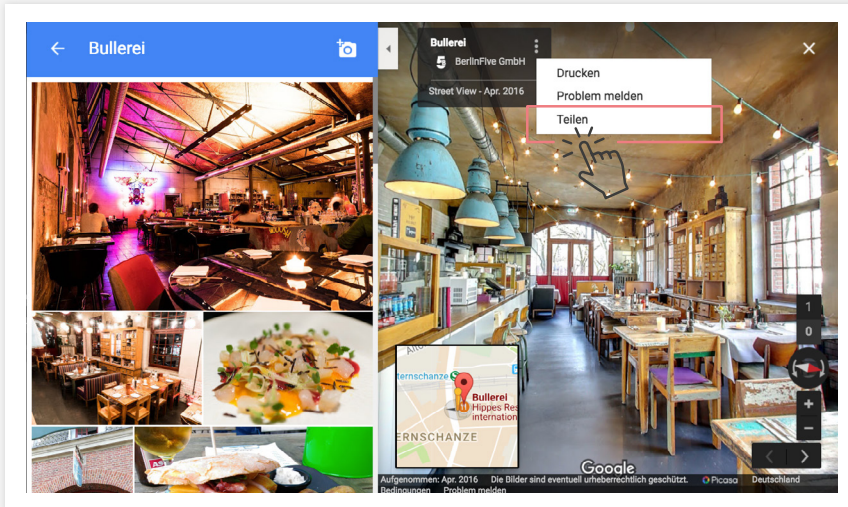 Bullerei
Bullerei
BerlinFive GmbH
Street View - Apr. 2016
Drucken
Problem melden
Teilen
1
0
ternschanze
Bullerei
Hippes Res
internation
ERNSCHANZE
Google
Aufgenommen: Apr. 2016 Die Bilder sind eventuell urheberrechtlich geschützt. Picasa Deutschland
Bedingungen Problem melden